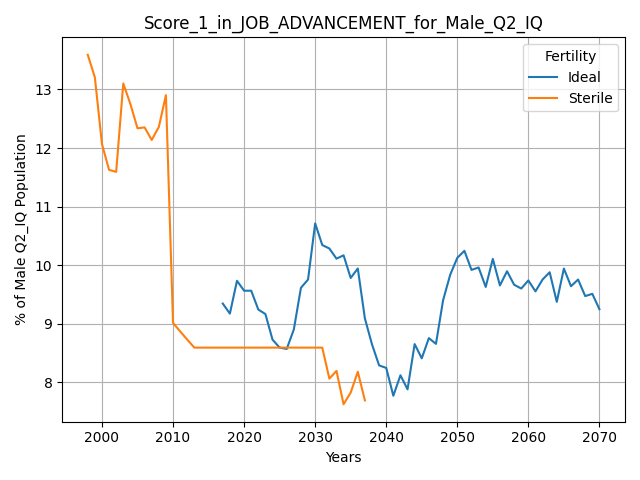 Score_1_in_JOB_ADVANCEMENT_for_Male_Q2_IQ
% of Male Q2_IQ Population
13
12
11
10
9
8
Fertility
Ideal
Sterile
2000 2010 2020 2030 2040 2050 2060 2070
Years